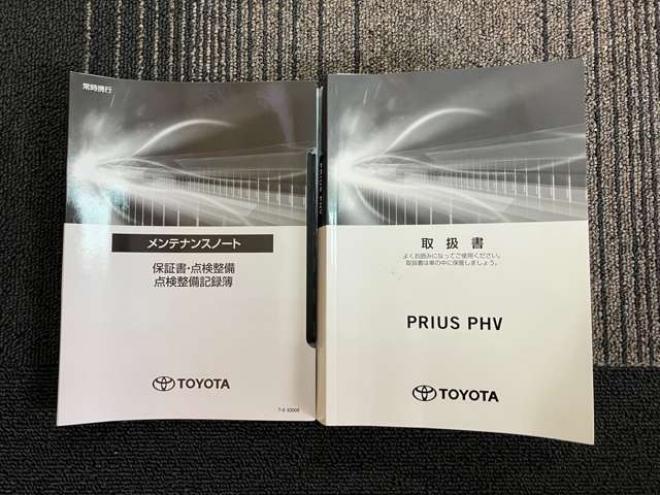 常時携行
メンテナンスノート
保証書・点検整備
点検整備記録簿
TOYOTA
PRIUS PHV
取扱書
よくお読みになってご使用ください。
取扱書は車の中に保管しましょう。
PRIUS PHV
TOYOTA